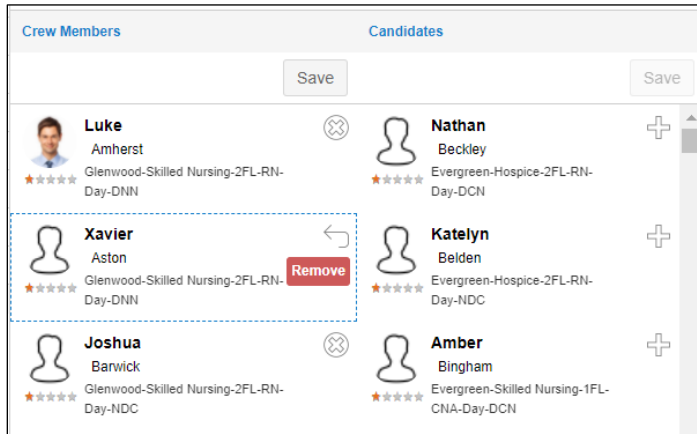 Crew Members
Candidates
Save
Save
Luke
Amherst
Glenwood-Skilled Nursing-2FL-RN-
Day-DNN
Nathan
Beckley
Evergreen-Hospice-2FL-RN-
Day-DCN
Xavier
Aston
Remove
Glenwood-Skilled Nursing-2FL-RN-
Day-DNN
Katelyn
Belden
Evergreen-Hospice-2FL-RN-
Day-NDC
Joshua
Barwick
Glenwood-Skilled Nursing-2FL-RN-
Day-NDC
Amber
Bingham
Evergreen-Skilled Nursing-1FL-
CNA-Day-DCN